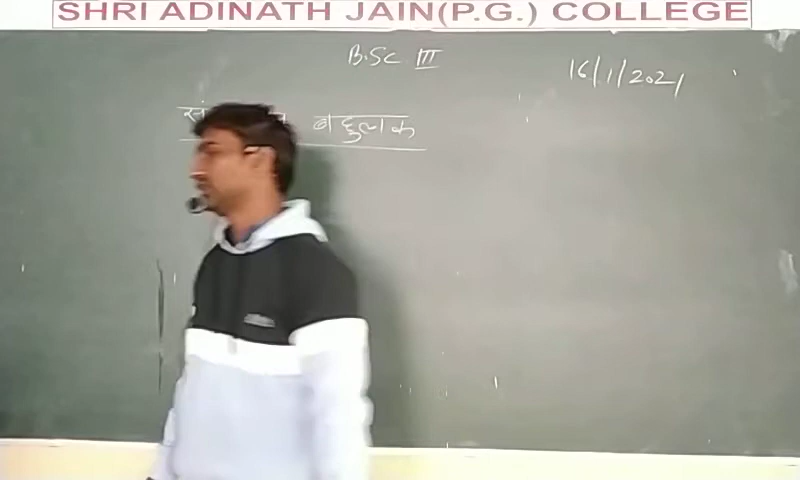 SHRI ADINATH JAIN(P.G.) COLLEGE
B.SC III
16/1/2021
बहुलक